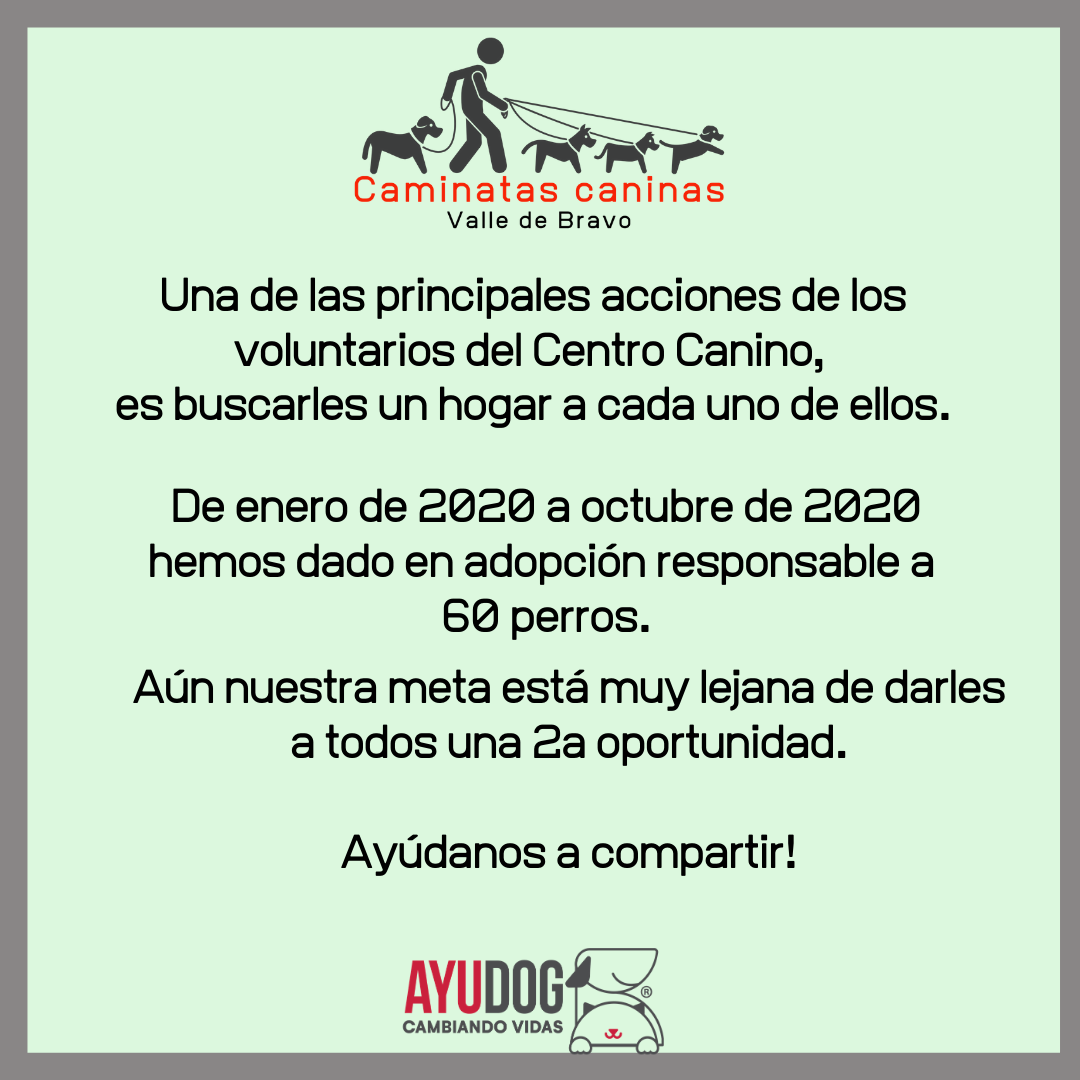 Caminatas caninas
Valle de Bravo
Una de las principales acciones de los
voluntarios del Centro Canino,
es buscarles un hogar a cada uno de ellos.
De enero de 2020 a octubre de 2020
hemos dado en adopción responsable a
60 perros.
Aún nuestra meta está muy lejana de darles
a todos una 2a oportunidad.
Ayúdanos a compartir!
AYUDOG
®
CAMBIANDO VIDAS